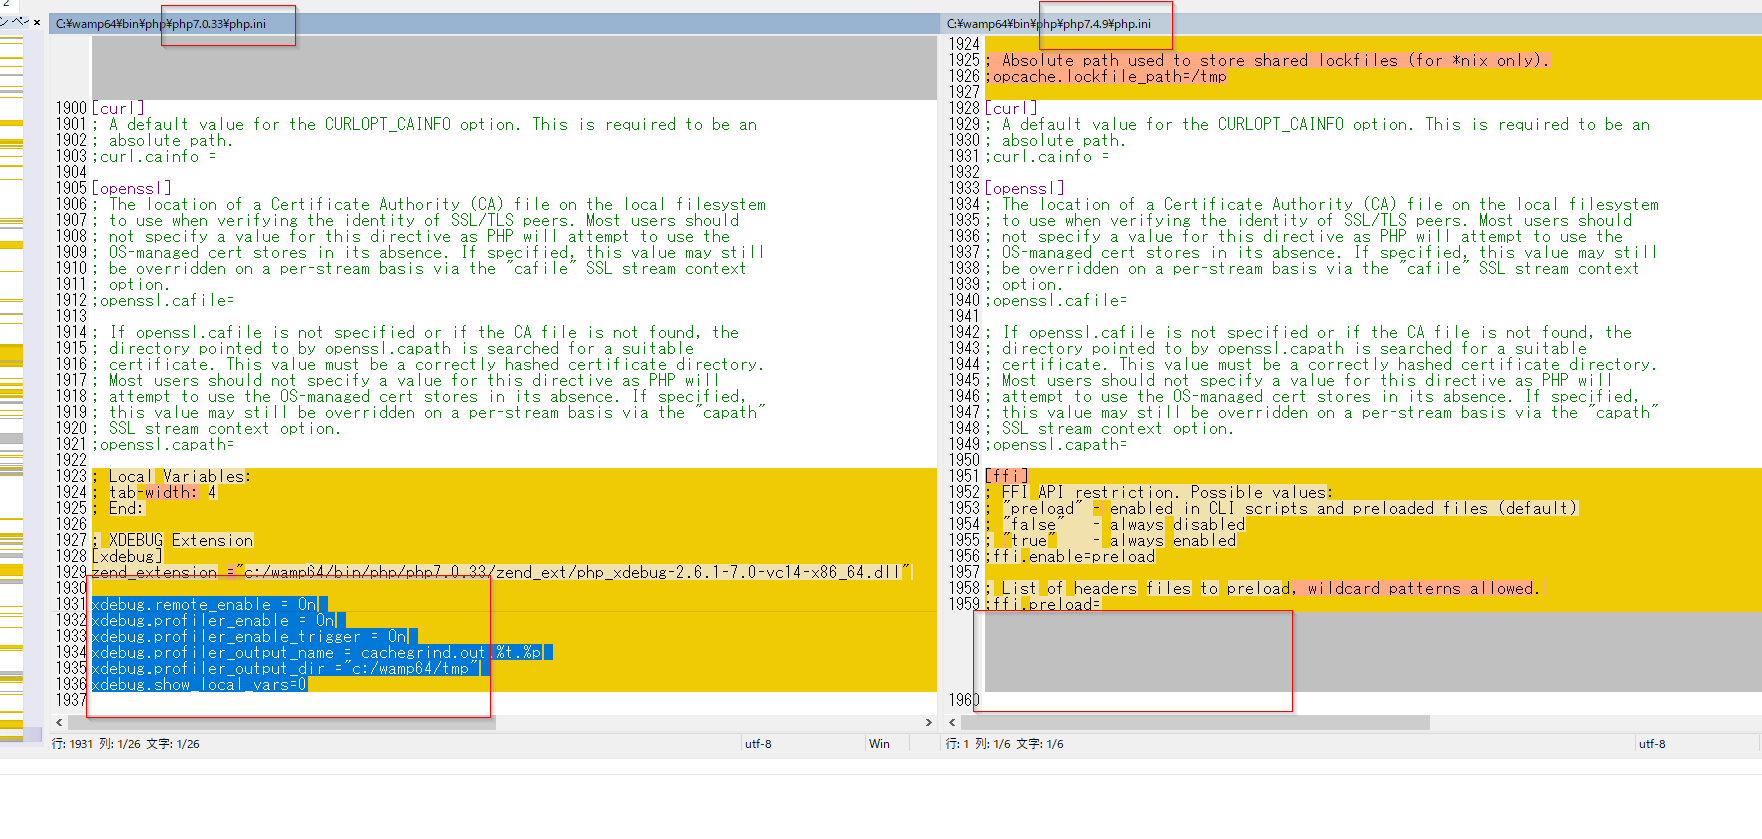 2
ンペ ×
C:¥wamp64¥bin¥php¥php7.0.33¥php.ini
1900 [curl]
1901 ; A default value for the CURLOPT_CAINFO option. This is required to be an
1902 ; absolute path.
1903 ;curl.cainfo =
1904
1905 [openssl]
1906 ; The location of a Certificate Authority (CA) file on the local filesystem
1907 ; to use when verifying the identity of SSL/TLS peers. Most users should
1908 ; not specify a value for this directive as PHP will attempt to use the
1909 ; OS-managed cert stores in its absence. If specified, this value may still
1910 ; be overridden on a per-stream basis via the "cafile" SSL stream context
1911 ; option.
1912 ;openssl.cafile=
1913
1914 ; If openssl.cafile is not specified or if the CA file is not found, the
1915 ; directory pointed to by openssl.capath is searched for a suitable
1916 ; certificate. This value must be a correctly hashed certificate directory.
1917 ; Most users should not specify a value for this directive as PHP will
1918 ; attempt to use the OS-managed cert stores in its absence. If specified,
1919 ; this value may still be overridden on a per-stream basis via the "capath"
1920 ; SSL stream context option.
1921 ;openssl.capath=
1922
1923 ; Local Variables:
1924 ; tab-width: 4
1925 ; End:
1926
1927 ; XDEBUG Extension
1928 [xdebug]
1929 zend_extension ="c:/wamp64/bin/php/php7.0.33/zend_ext/php_xdebug-2.6.1-7.0-vc14-x86_64.dll"
1930
1931 xdebug.remote_enable = On
1932 xdebug.profiler_enable = On
1933 xdebug.profiler_enable_trigger = On
1934 xdebug.profiler_output_name = cachegrind.out.%t.%p
1935 xdebug.profiler_output_dir ="c:/wamp64/tmp"
1936 xdebug.show_local_vars=0
1937
行: 1931 列: 1/26 文字: 1/26
utf-8
Win
C:¥wamp64¥bin¥php¥php7.4.9¥php.ini
1924
1925 ; Absolute path used to store shared lockfiles (for *nix only).
1926 ;opcache.lockfile_path=/tmp
1927
1928 [curl]
1929 ; A default value for the CURLOPT_CAINFO option. This is required to be an
1930 ; absolute path.
1931 ;curl.cainfo =
1932
1933 [openssl]
1934 ; The location of a Certificate Authority (CA) file on the local filesystem
1935 ; to use when verifying the identity of SSL/TLS peers. Most users should
1936 ; not specify a value for this directive as PHP will attempt to use the
1937 ; OS-managed cert stores in its absence. If specified, this value may still
1938 ; be overridden on a per-stream basis via the "cafile" SSL stream context
1939 ; option.
1940 ;openssl.cafile=
1941
1942 ; If openssl.cafile is not specified or if the CA file is not found, the
1943 ; directory pointed to by openssl.capath is searched for a suitable
1944 ; certificate. This value must be a correctly hashed certificate directory.
1945 ; Most users should not specify a value for this directive as PHP will
1946 ; attempt to use the OS-managed cert stores in its absence. If specified,
1947 ; this value may still be overridden on a per-stream basis via the "capath"
1948 ; SSL stream context option.
1949 ;openssl.capath=
1950
1951 [ffi]
1952 ; FFI API restriction. Possible values:
1953 ; "preload" - enabled in CLI scripts and preloaded files (default)
1954 ; "false" - always disabled
1955 ; "true" - always enabled
1956 ;ffi.enable=preload
1957
1958 ; List of headers files to preload, wildcard patterns allowed.
1959 ;ffi.preload=
1960
行: 1 列: 1/6 文字: 1/6
utf-8